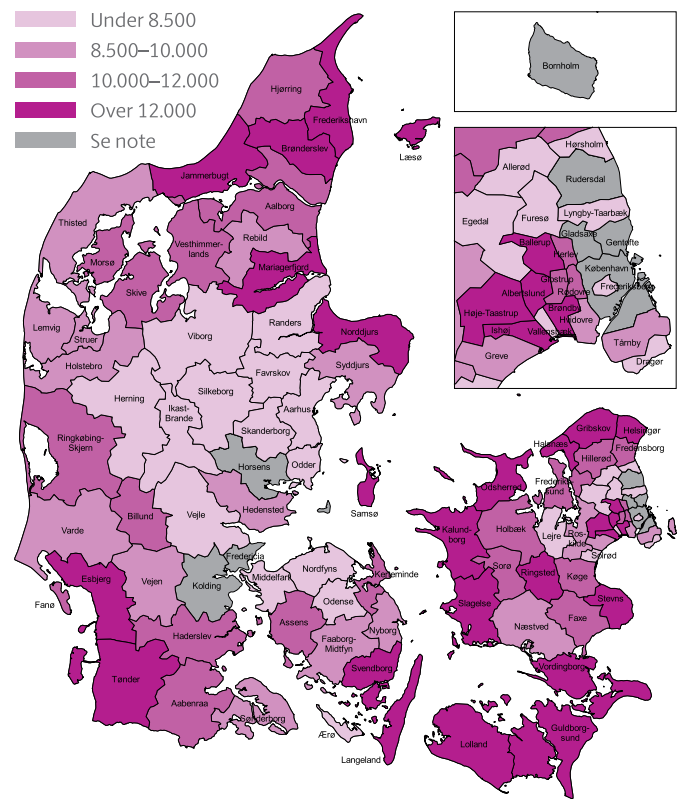 Under 8.500
8.500–10.000
10.000–12.000
Over 12.000
Se note
Hjørring
Frederikshavn
Brønderslev
Læsø
Jammerbugt
Aalborg
Thisted
Rebild
Vesthimmer-
lands
Morsø
Mariagerfjord
Skive
Lemvig
Struer
Randers
Norddjurs
Viborg
Holstebro
Favrskov
Syddjurs
Herning
Silkeborg
Ikast-
Brande
Aarhus
Skanderborg
Ringkøbing-
Skjern
Horsens
Odder
Samsø
Hedensted
Billund
Vejle
Varde
Fredericia
Esbjerg
Vejen
Kolding
Middelfart
Nordfyns
Kerteminde
Fanø
Odense
Assens
Nyborg
Haderslev
Faaborg-
Midtfyn
Svendborg
Tønder
Aabenraa
Sønderborg
Ærø
Langeland
Bornholm
Hørsholm
Allerød
Rudersdal
Egedal
Furesø
Lyngby-Taarbæk
Gladsaxe
Ballerup
Gentofte
Herlev
København
Glostrup
Frederiksberg
Albertslund
Rødovre
Høje-Taastrup
Brøndby
Hvidovre
Ishøj
Vallensbæk
Tårnby
Greve
Dragør
Gribskov
Helsingør
Halsnæs
Fredensborg
Hillerød
Odsherred
Frederiks-
sund
Kalund-
borg
Holbæk
Lejre
Ros-
kilde
Solrød
Sorø
Ringsted
Køge
Slagelse
Stevns
Næstved
Faxe
Vordingborg
Lolland
Guldborg-
sund